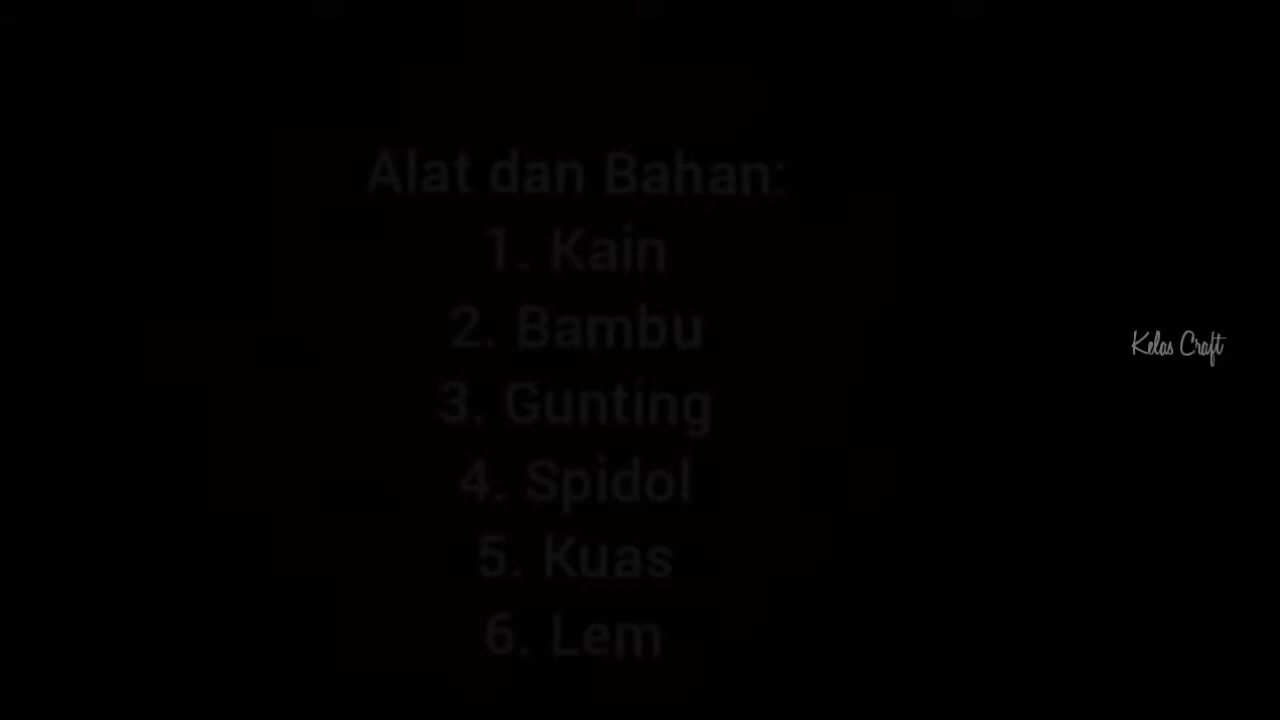 Alat dan Bahan:
1. Kain
2. Bambu
3. Gunting
4. Spidol
5. Kuas
6. Lem
Kelas Craft